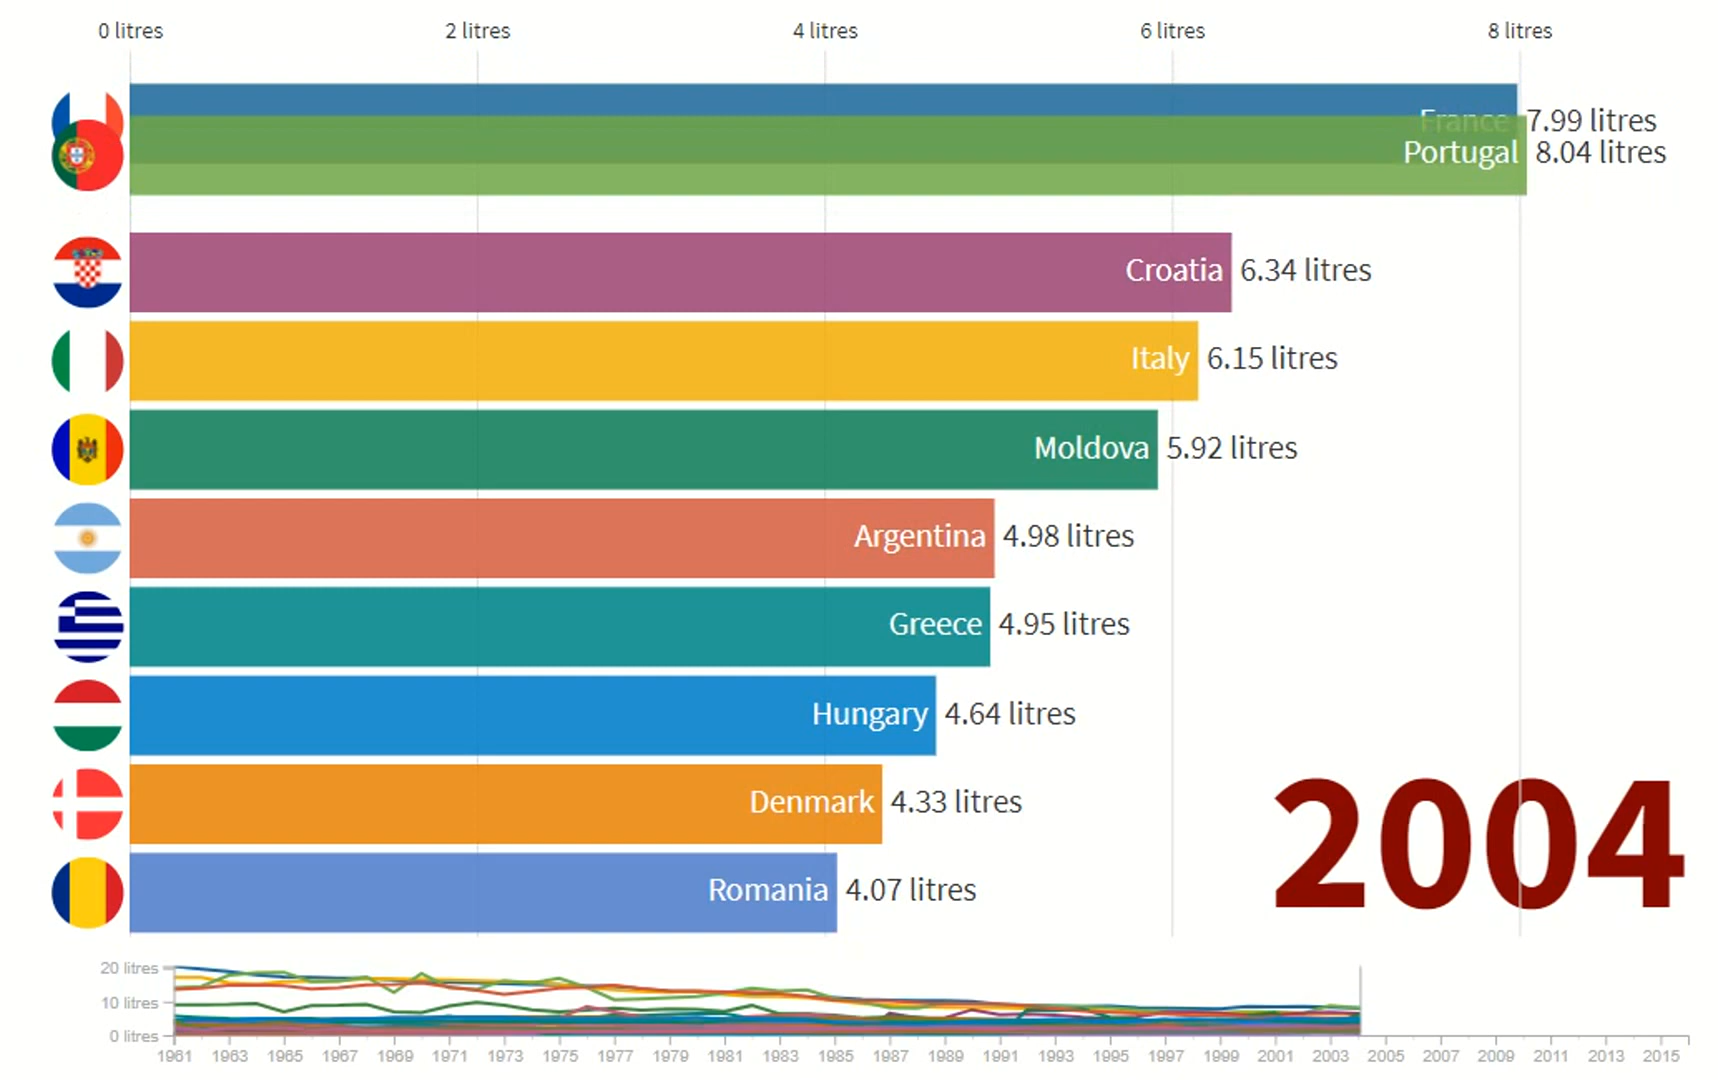 0 litres 2 litres 4 litres 6 litres 8 litres
France 7.99 litres
Portugal 8.04 litres
Croatia 6.34 litres
Italy 6.15 litres
Moldova 5.92 litres
Argentina 4.98 litres
Greece 4.95 litres
Hungary 4.64 litres
Denmark 4.33 litres
Romania 4.07 litres
2004
20 litres
10 litres
0 litres
1961 1963 1965 1967 1969 1971 1973 1975 1977 1979 1981 1983 1985 1987 1989 1991 1993 1995 1997 1999 2001 2003 2005 2007 2009 2011 2013 2015